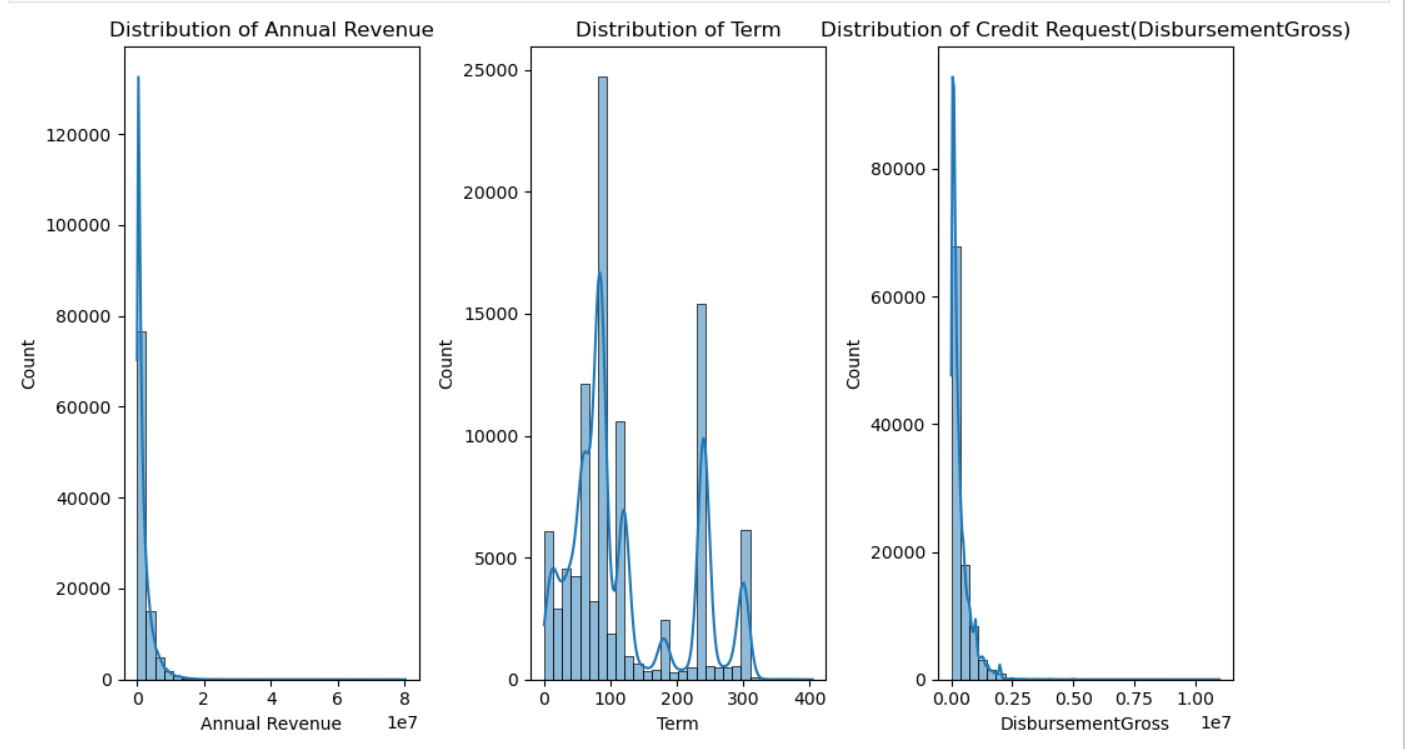 Distribution of Annual Revenue
120000
100000
80000
60000
40000
20000
0
Count
0 2 4 6 8
1e7
Annual Revenue
Distribution of Term
25000
20000
15000
10000
5000
0
Count
0 100 200 300 400
Term
Distribution of Credit Request(DisbursementGross)
80000
60000
40000
20000
0
Count
0.00 0.25 0.50 0.75 1.00
1e7
DisbursementGross